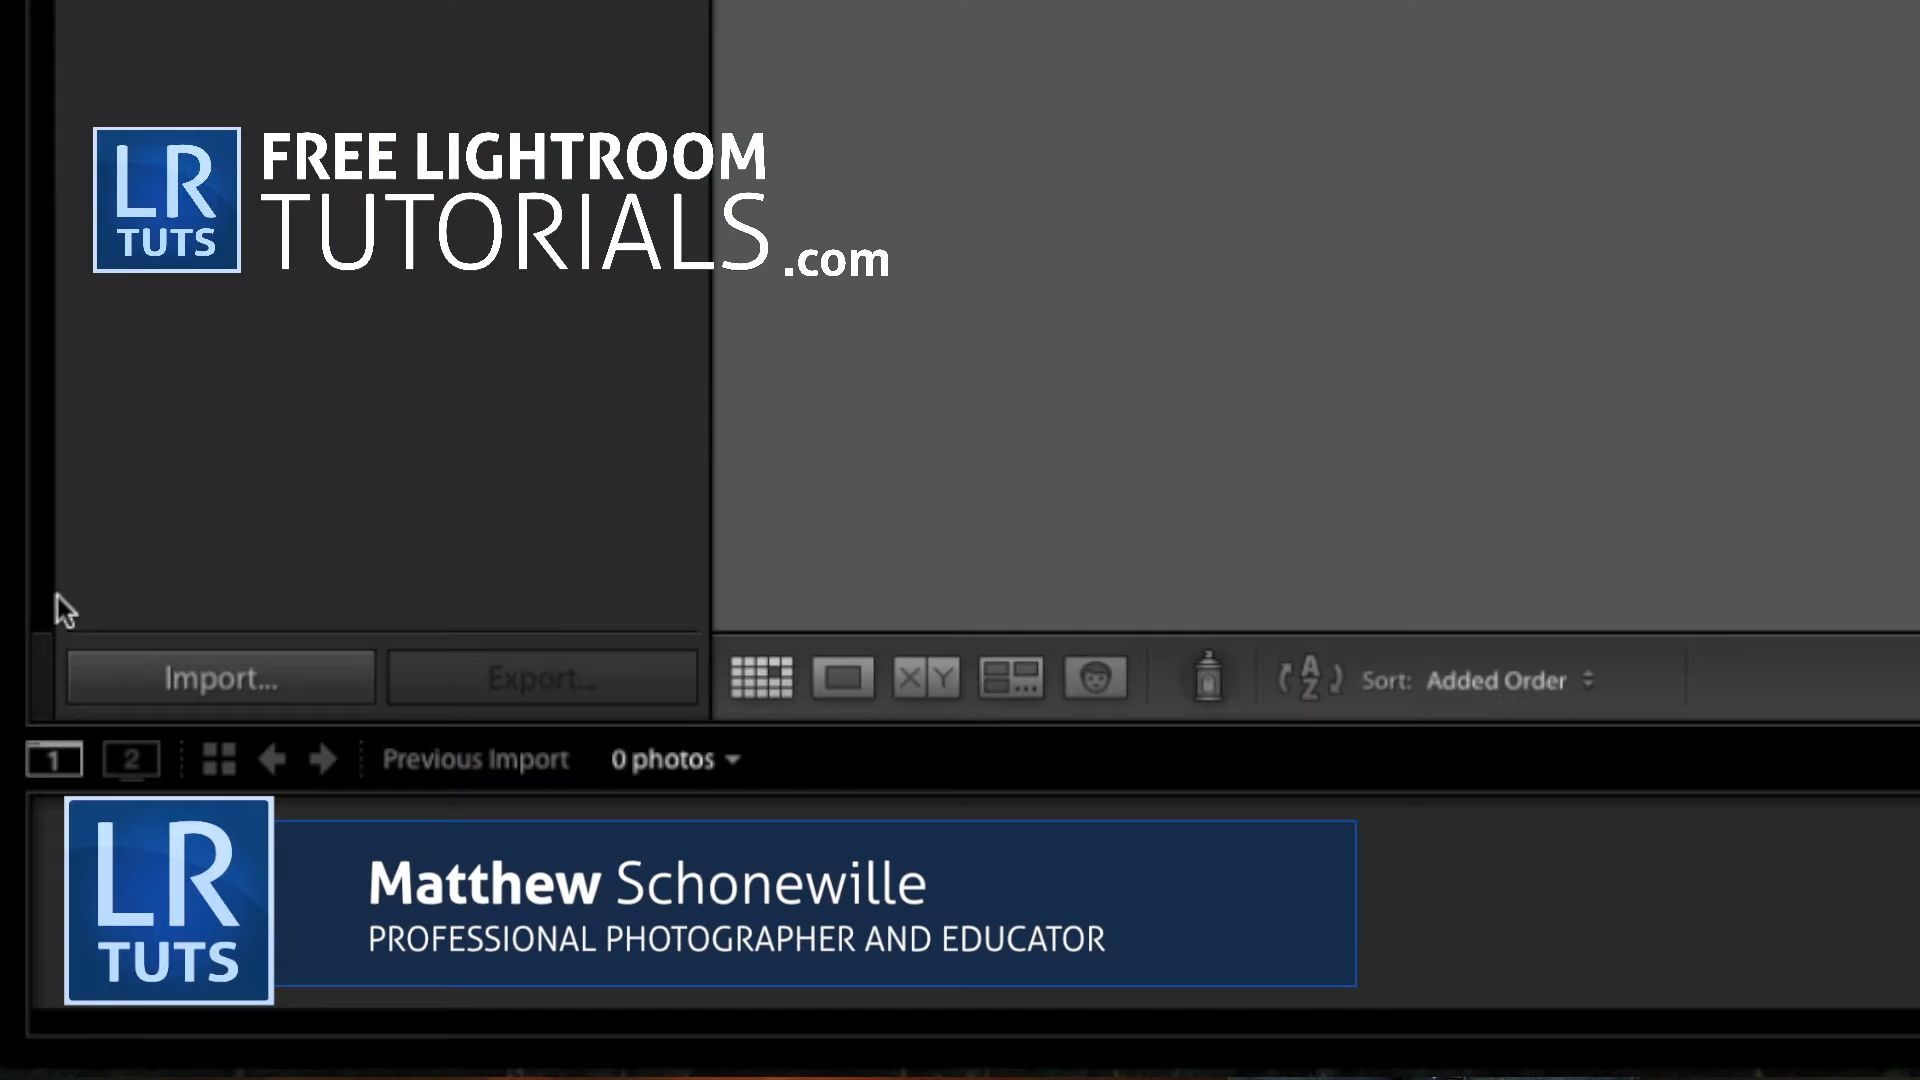 LR
TUTS
FREE LIGHTROOM
TUTORIALS.com
Import...
Export...
X Y
A
Z
Sort: Added Order
1
2
Previous Import
0 photos
LR
TUTS
Matthew Schonewille
PROFESSIONAL PHOTOGRAPHER AND EDUCATOR